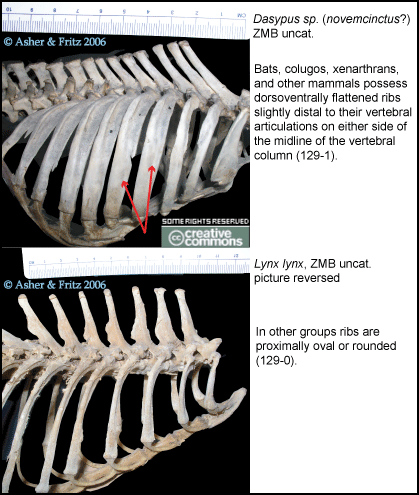 Dasypus sp. (novemcinctus?)
ZMB uncat.
© Asher & Fritz 2006
Bats, colugos, xenarthrans,
and other mammals possess
dorsoventrally flattened ribs
slightly distal to their vertebral
articulations on either side of
the midline of the vertebral
column (129-1).
SOME RIGHTS RESERVED
cc creative
commons
Lynx lynx, ZMB uncat.
picture reversed
© Asher & Fritz 2006
In other groups ribs are
proximally oval or rounded
(129-0).